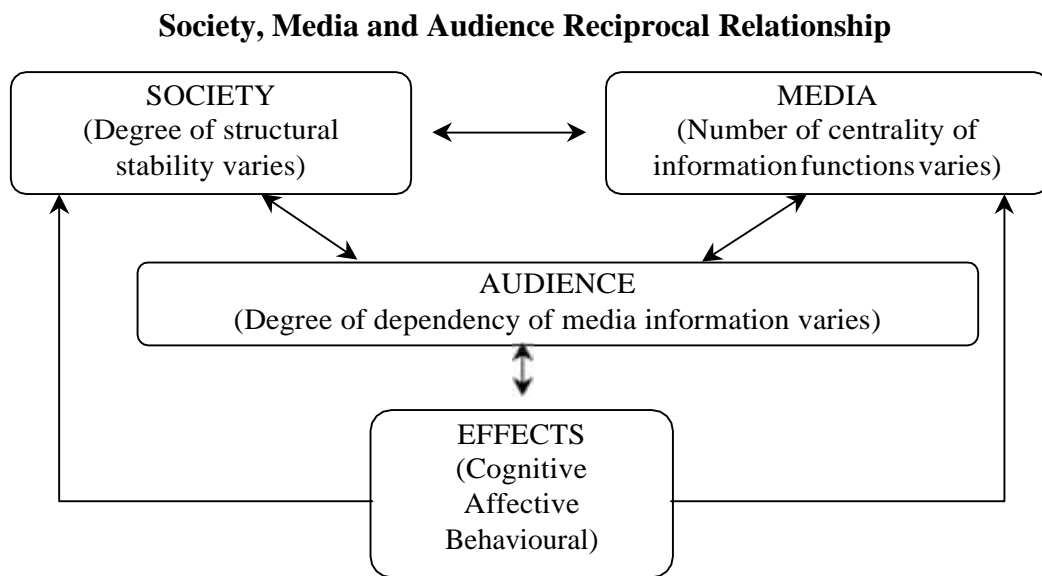 Society, Media and Audience Reciprocal Relationship
SOCIETY
(Degree of structural
stability varies)
MEDIA
(Number of centrality of
information functions varies)
AUDIENCE
(Degree of dependency of media information varies)
EFFECTS
(Cognitive
Affective
Behavioural)